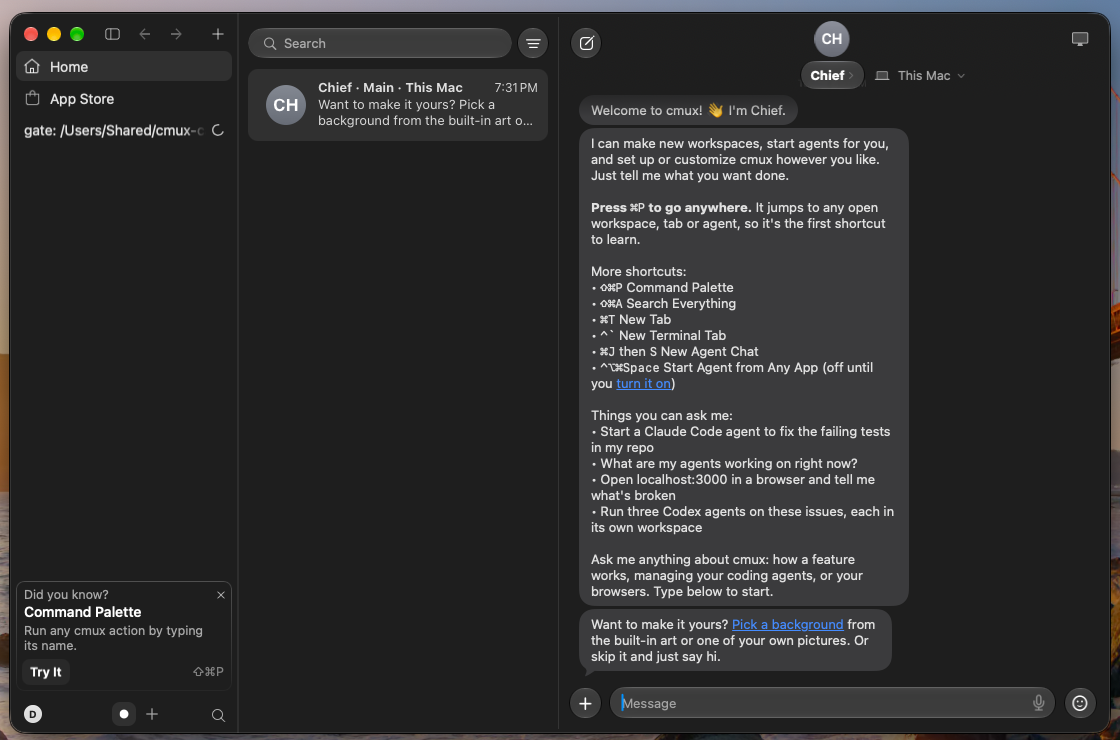 Home
App Store
gate: /Users/Shared/cmux-c
Did you know?
Command Palette
Run any cmux action by typing
its name.
Try It
⇧⌘P
D
Search
CH
Chief · Main · This Mac
7:31 PM
Want to make it yours? Pick a
background from the built-in art o...
CH
Chief
This Mac
Welcome to cmux! 👋 I'm Chief.
I can make new workspaces, start agents for you,
and set up or customize cmux however you like.
Just tell me what you want done.
Press ⌘P to go anywhere. It jumps to any open
workspace, tab or agent, so it's the first shortcut
to learn.
More shortcuts:
• ⇧⌘P Command Palette
• ⇧⌘A Search Everything
• ⌘T New Tab
• ^` New Terminal Tab
• ⌘J then S New Agent Chat
• ^⌥⌘Space Start Agent from Any App (off until
you turn it on)
Things you can ask me:
• Start a Claude Code agent to fix the failing tests
in my repo
• What are my agents working on right now?
• Open localhost:3000 in a browser and tell me
what's broken
• Run three Codex agents on these issues, each in
its own workspace
Ask me anything about cmux: how a feature
works, managing your coding agents, or your
browsers. Type below to start.
Want to make it yours? Pick a background from
the built-in art or one of your own pictures. Or
skip it and just say hi.
Message